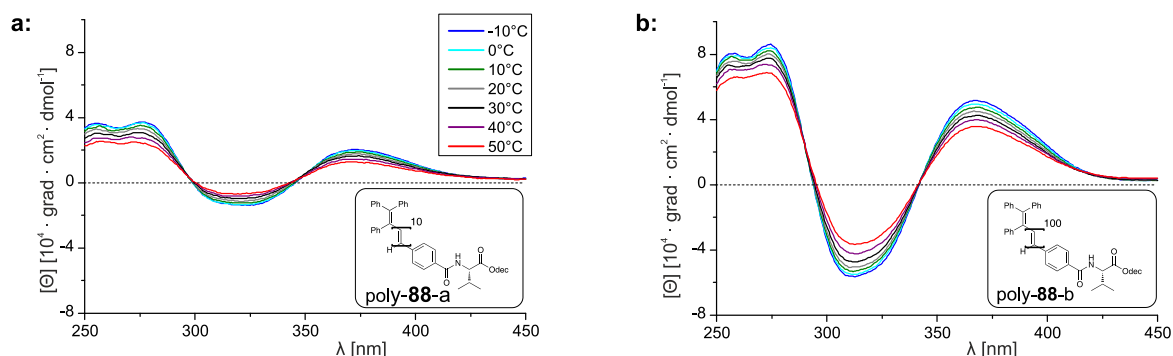 a:
[Θ] [10⁴ · grad · cm² · dmol⁻¹]
8
4
0
-4
-8
250
300
350
400
450
λ [nm]
-10°C
0°C
10°C
20°C
30°C
40°C
50°C
Ph
Ph
Ph
10
H
H
N
O
O
Odec
poly-88-a
b:
[Θ] [10⁴ · grad · cm² · dmol⁻¹]
8
4
0
-4
-8
250
300
350
400
450
λ [nm]
Ph
Ph
Ph
100
H
H
N
O
O
Odec
poly-88-b